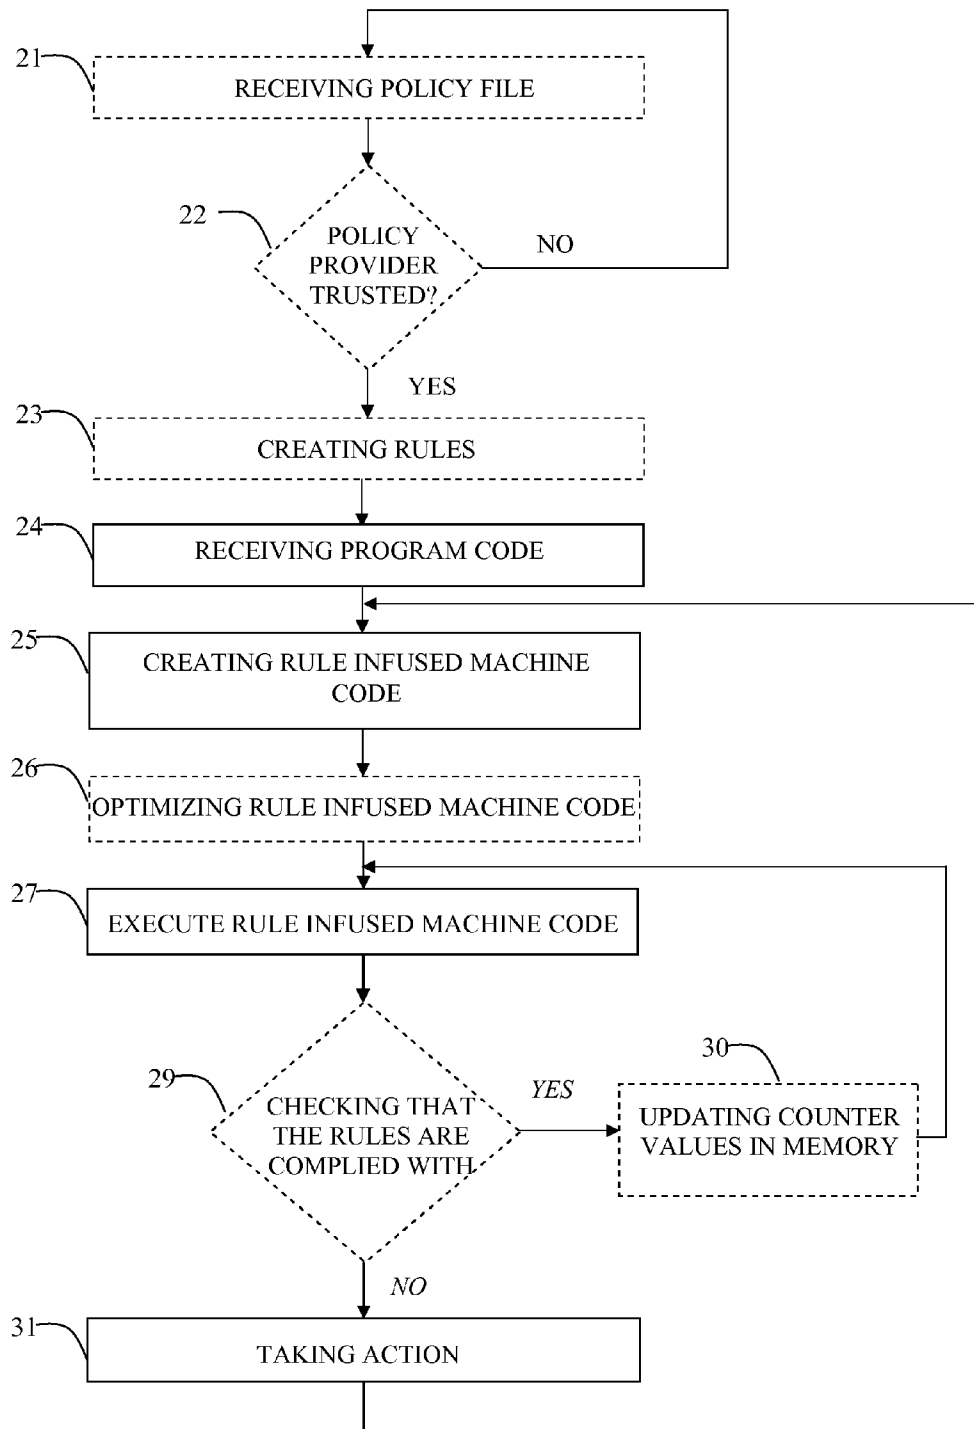 21
RECEIVING POLICY FILE
22
POLICY
PROVIDER
TRUSTED?
NO
YES
23
CREATING RULES
24
RECEIVING PROGRAM CODE
25
CREATING RULE INFUSED MACHINE
CODE
26
OPTIMIZING RULE INFUSED MACHINE CODE
27
EXECUTE RULE INFUSED MACHINE CODE
29
CHECKING THAT
THE RULES ARE
COMPLIED WITH
YES
30
UPDATING COUNTER
VALUES IN MEMORY
NO
31
TAKING ACTION